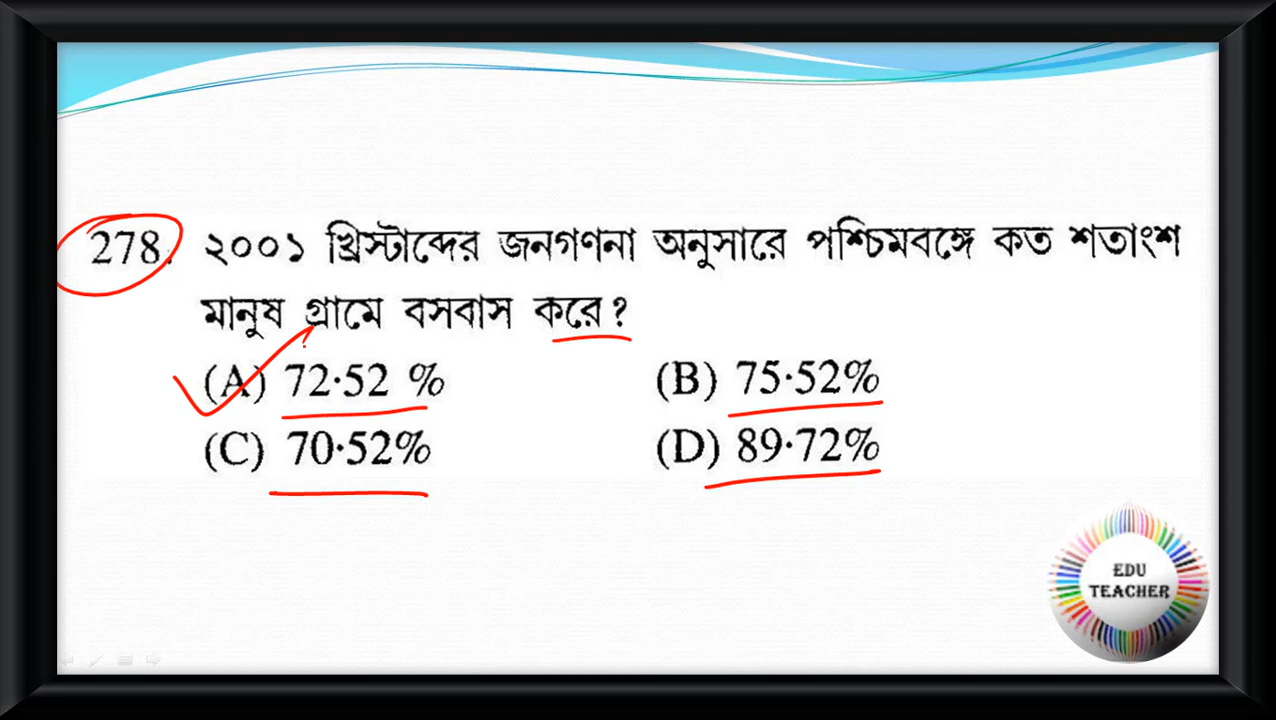 278. ২০০১ খ্রিস্টাব্দের জনগণনা অনুসারে পশ্চিমবঙ্গে কত শতাংশ
মানুষ গ্রামে বসবাস করে?
(A) 72·52 % (B) 75·52%
(C) 70·52% (D) 89·72%
EDU
TEACHER